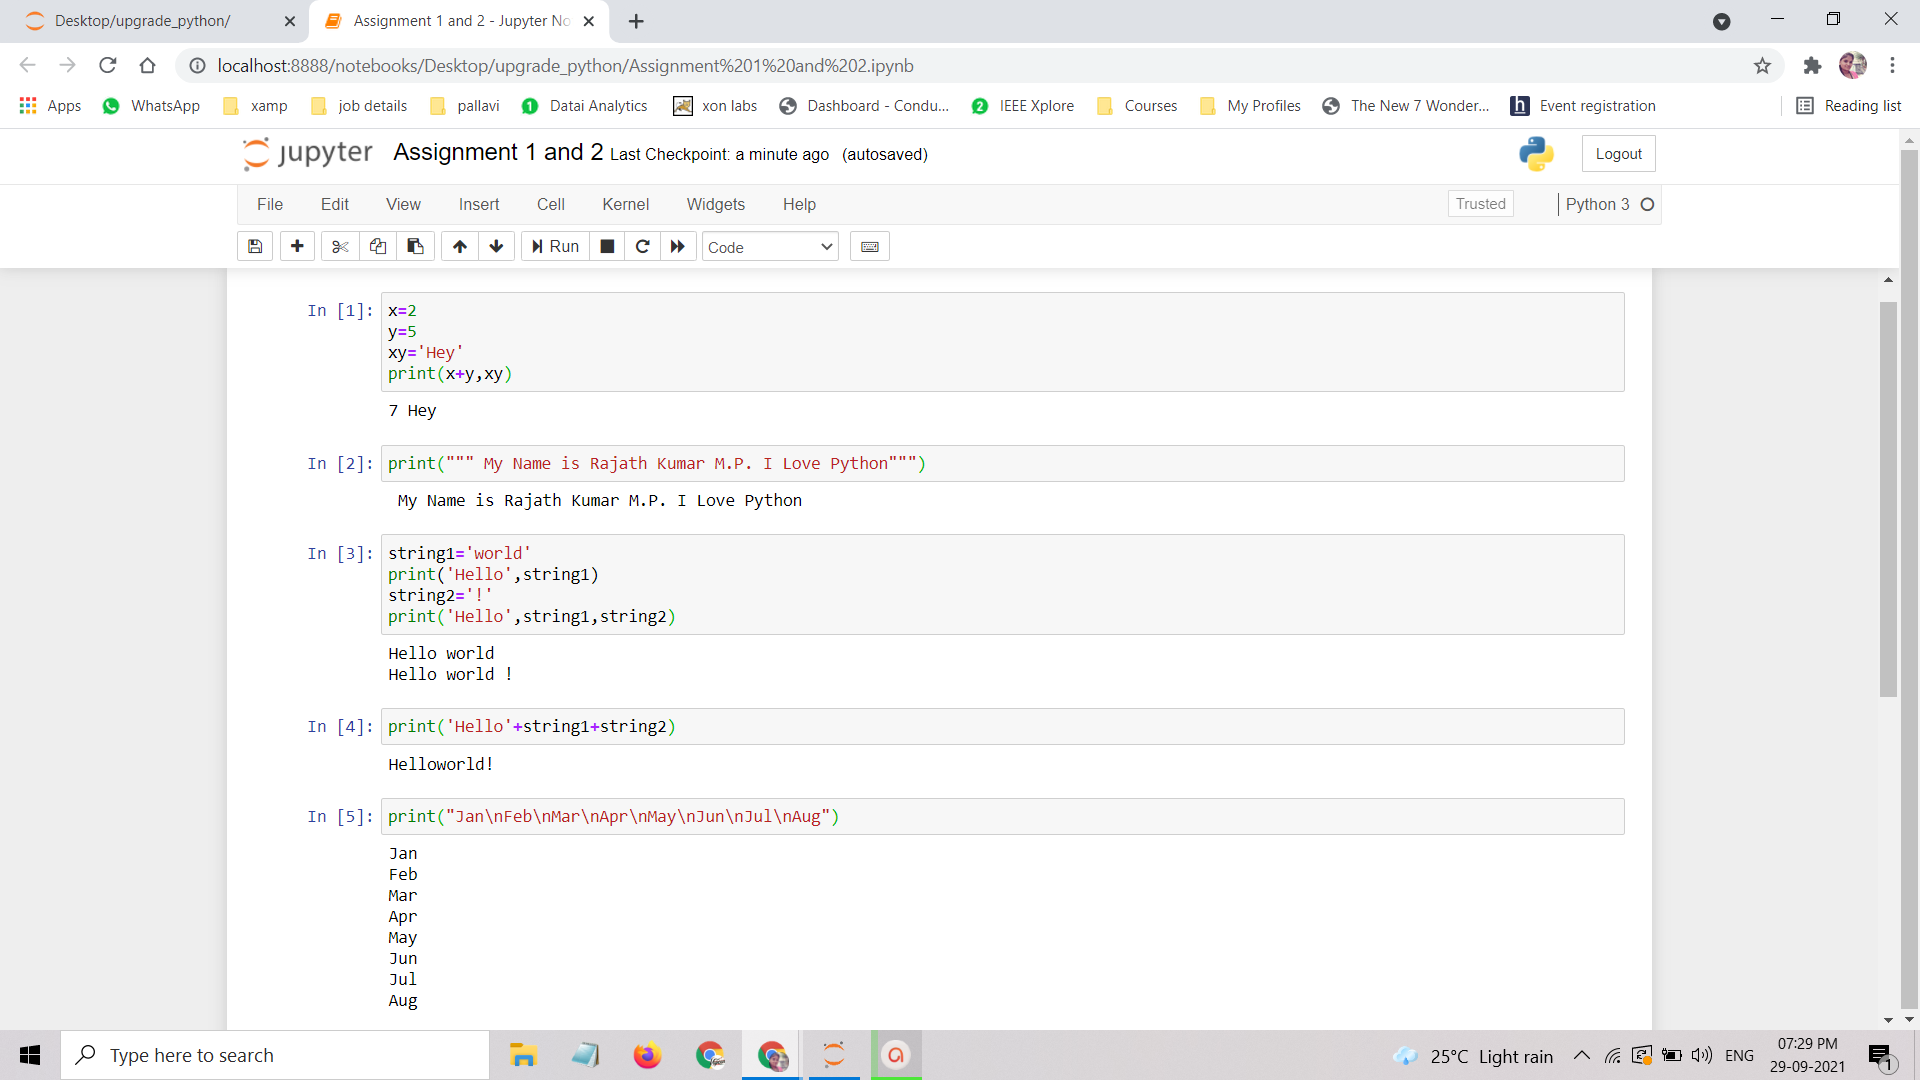 Desktop/upgrade_python/
Assignment 1 and 2 - Jupyter No
localhost:8888/notebooks/Desktop/upgrade_python/Assignment%201%20and%202.ipynb
Apps WhatsApp xamp job details pallavi 1 Datai Analytics xon labs Dashboard - Condu... 2 IEEE Xplore Courses My Profiles The New 7 Wonder... h Event registration Reading list
jupyter Assignment 1 and 2 Last Checkpoint: a minute ago (autosaved) Logout
File Edit View Insert Cell Kernel Widgets Help Trusted Python 3
Run Code
In [1]: x=2
y=5
xy='Hey'
print(x+y,xy)
7 Hey
In [2]: print(""" My Name is Rajath Kumar M.P. I Love Python""")
My Name is Rajath Kumar M.P. I Love Python
In [3]: string1='world'
print('Hello',string1)
string2='!'
print('Hello',string1,string2)
Hello world
Hello world !
In [4]: print('Hello'+string1+string2)
Helloworld!
In [5]: print("Jan\nFeb\nMar\nApr\nMay\nJun\nJul\nAug")
Jan
Feb
Mar
Apr
May
Jun
Jul
Aug
Type here to search
25°C Light rain ENG
07:29 PM
29-09-2021
1